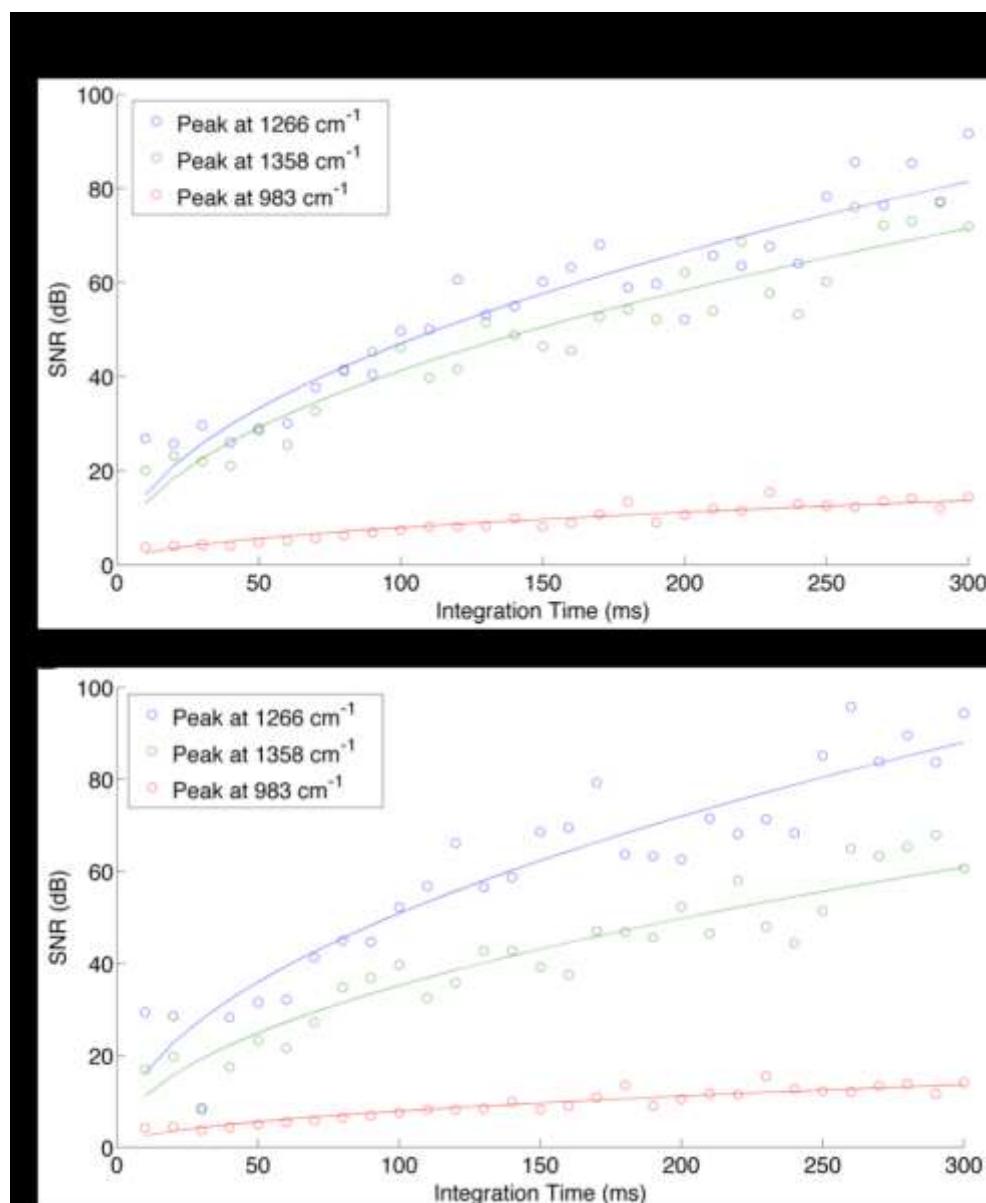 100
80
60
40
20
0
SNR (dB)
Peak at 1266 cm-1
Peak at 1358 cm-1
Peak at 983 cm-1
0 50 100 150 200 250 300
Integration Time (ms)
100
80
60
40
20
0
SNR (dB)
Peak at 1266 cm-1
Peak at 1358 cm-1
Peak at 983 cm-1
0 50 100 150 200 250 300
Integration Time (ms)